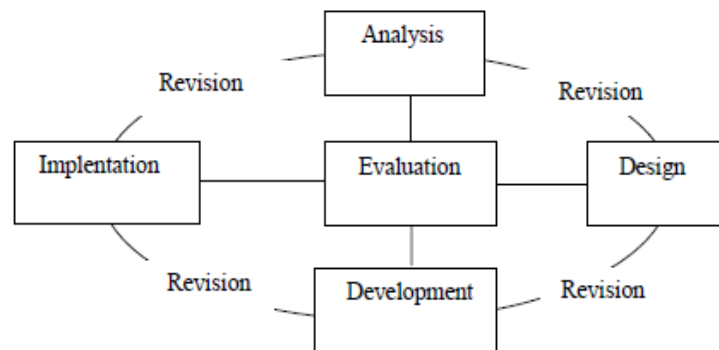 Analysis
Revision
Revision
Implentation
Evaluation
Design
Revision
Development
Revision